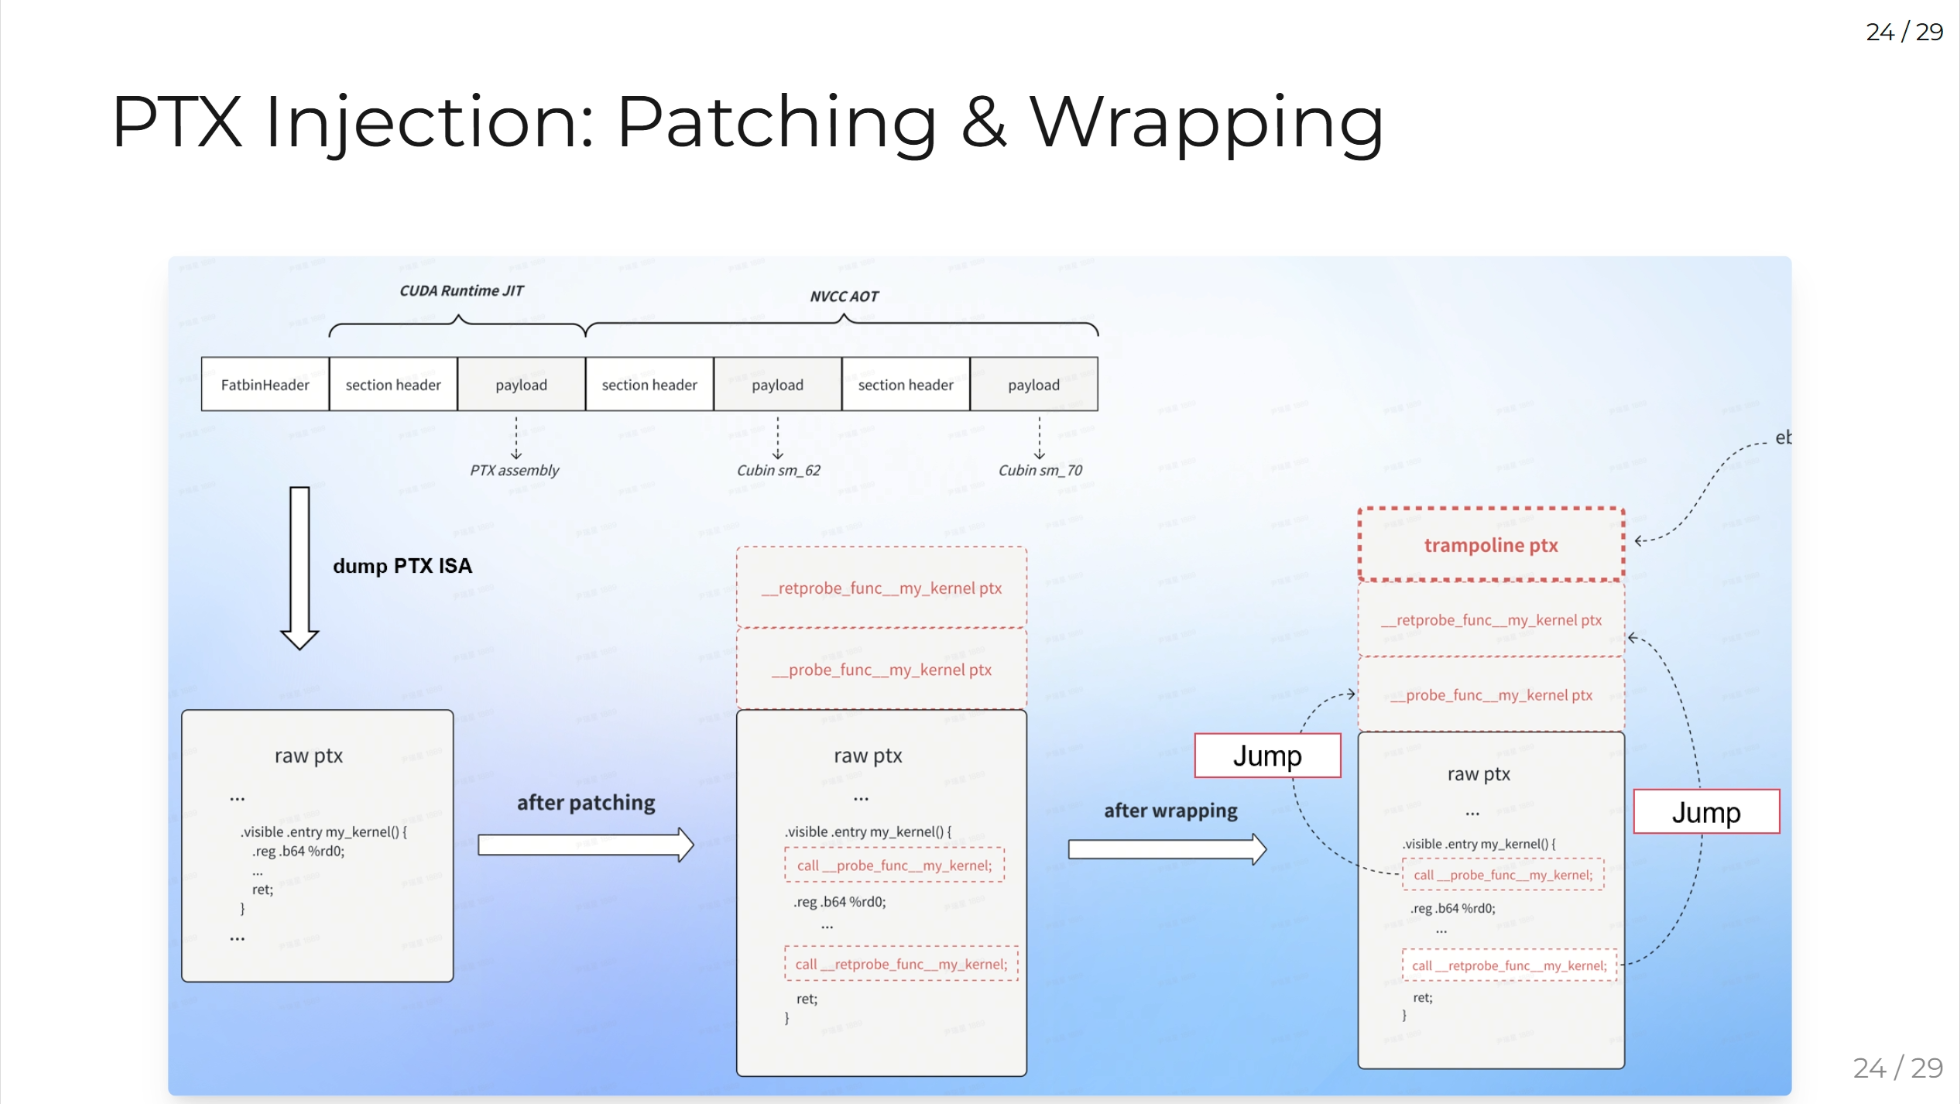 24 / 29
PTX Injection: Patching & Wrapping
CUDA Runtime JIT
NVCC AOT
FatbinHeader
section header
payload
section header
payload
section header
payload
PTX assembly
Cubin sm_62
Cubin sm_70
dump PTX ISA
raw ptx
...
.visible .entry my_kernel() {
.reg .b64 %rd0;
...
ret;
}
...
after patching
__retprobe_func__my_kernel ptx
__probe_func__my_kernel ptx
raw ptx
...
.visible .entry my_kernel() {
call __probe_func__my_kernel;
.reg .b64 %rd0;
...
call __retprobe_func__my_kernel;
ret;
}
after wrapping
eb
trampoline ptx
__retprobe_func__my_kernel ptx
__probe_func__my_kernel ptx
Jump
Jump
raw ptx
...
.visible .entry my_kernel() {
call __probe_func__my_kernel;
.reg .b64 %rd0;
...
call __retprobe_func__my_kernel;
ret;
}
24 / 29